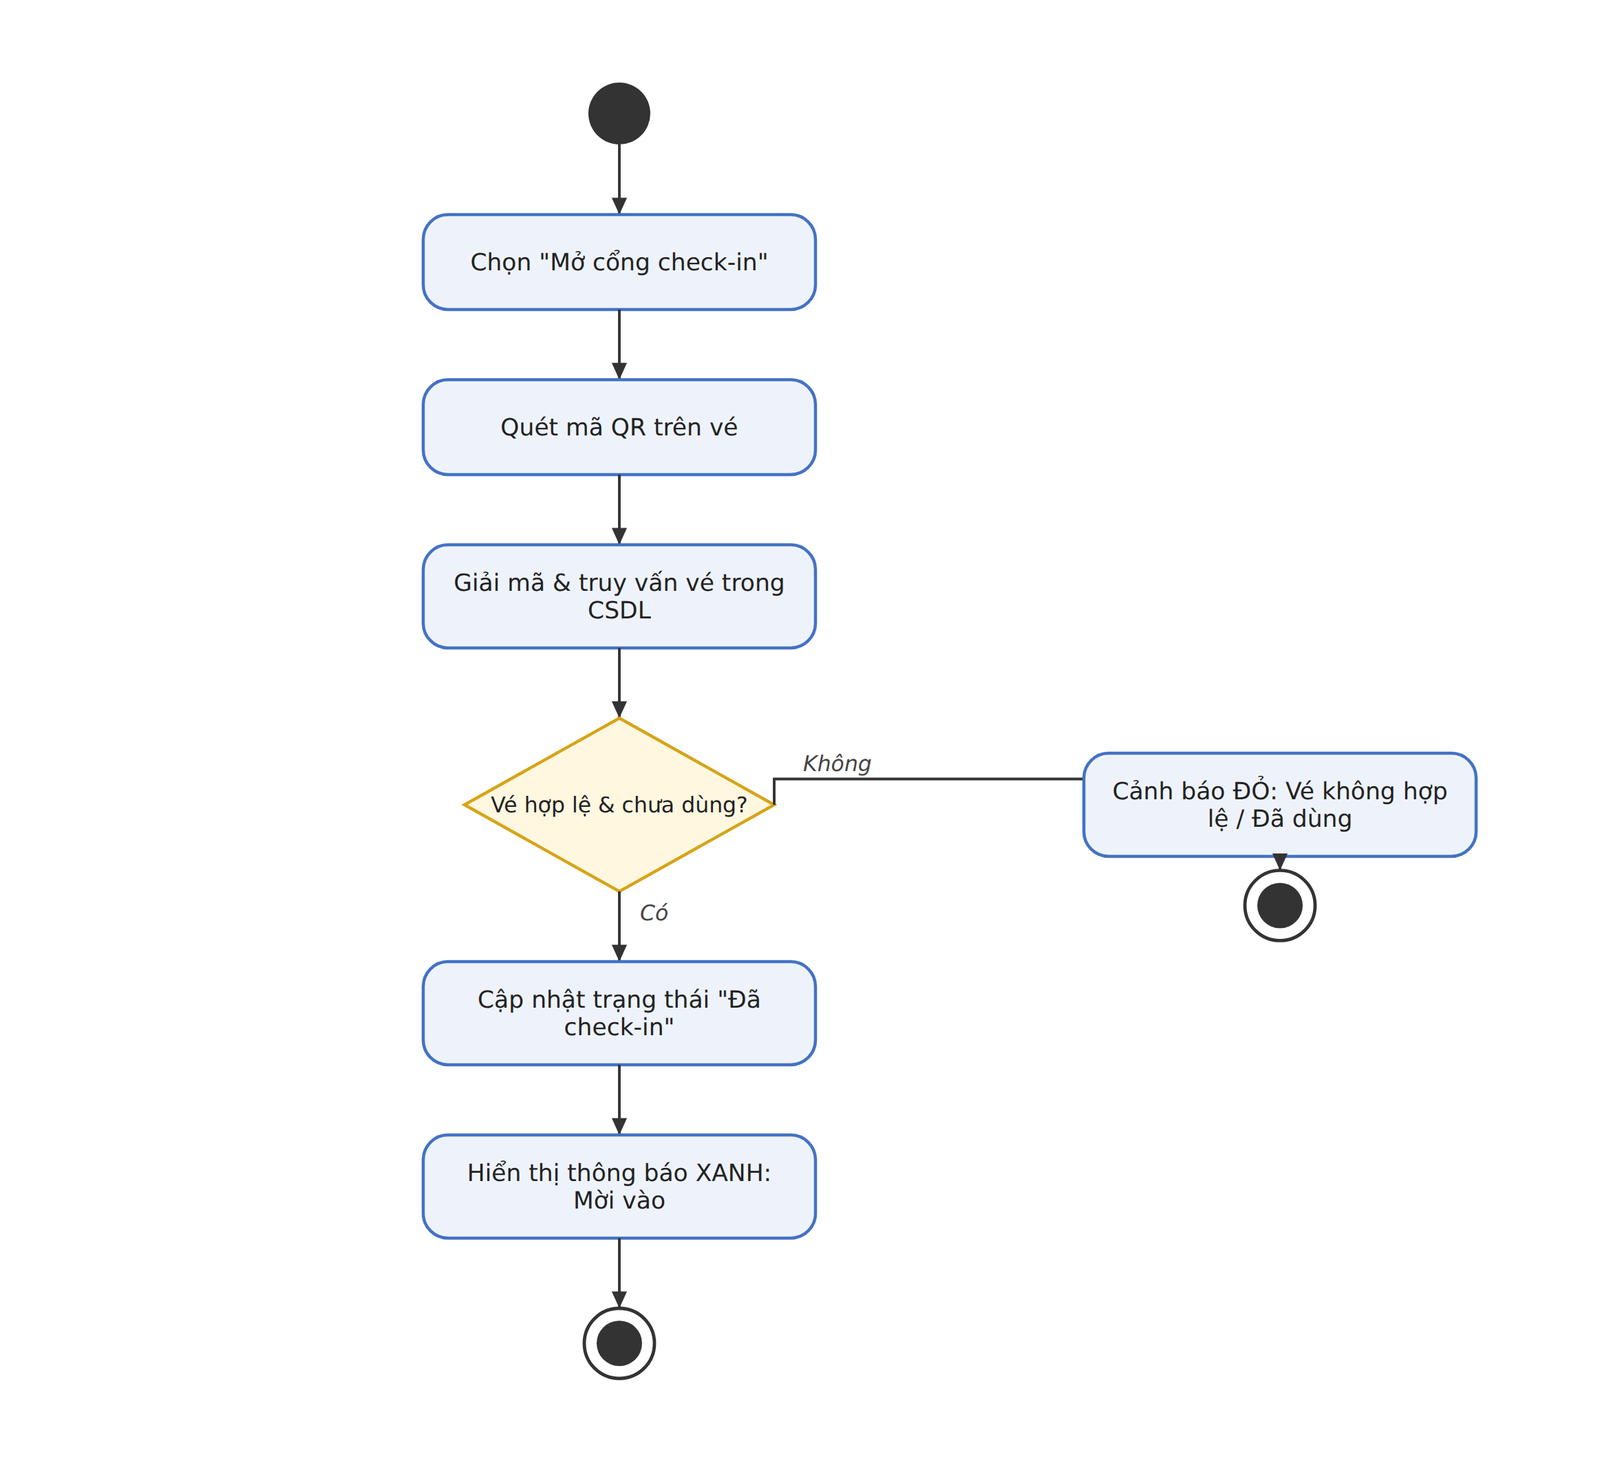 Chọn "Mở cổng check-in"
Quét mã QR trên vé
Giải mã & truy vấn vé trong
CSDL
Vé hợp lệ & chưa dùng?
Không
Cảnh báo ĐỎ: Vé không hợp
lệ / Đã dùng
Có
Cập nhật trạng thái "Đã
check-in"
Hiển thị thông báo XANH:
Mời vào